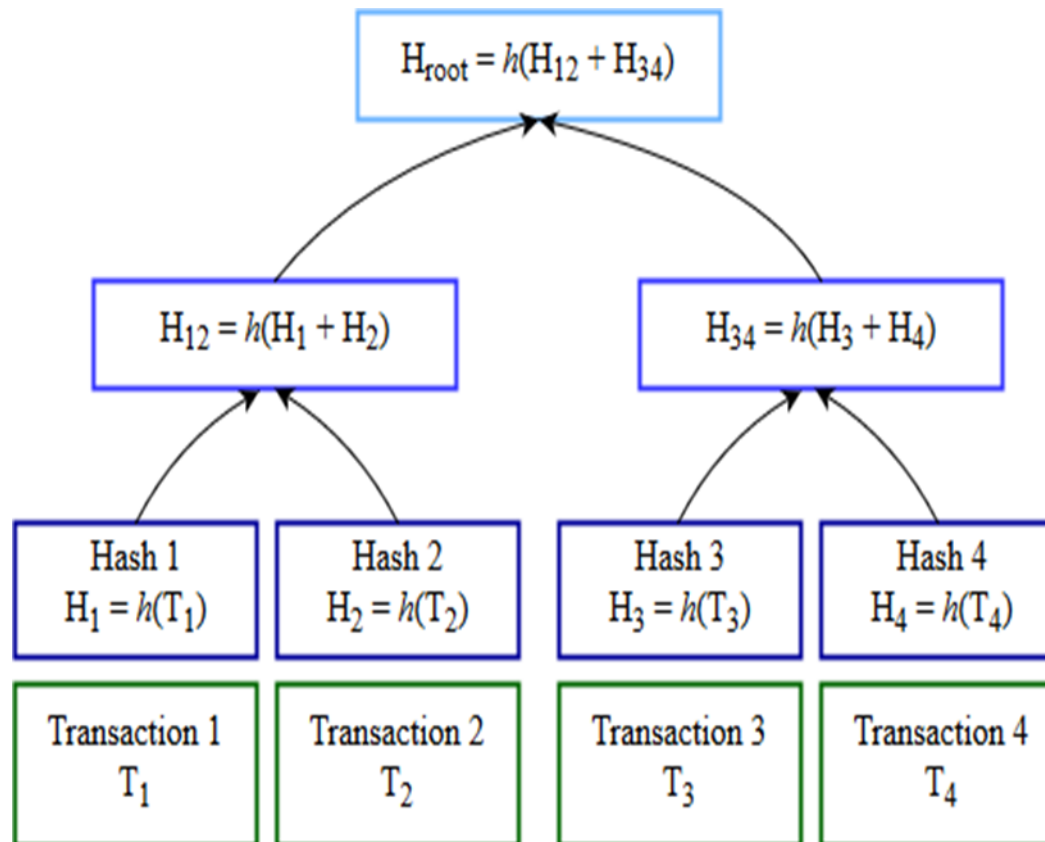 H_root = h(H₁₂ + H₃₄)
H₁₂ = h(H₁ + H₂)
H₃₄ = h(H₃ + H₄)
Hash 1
H₁ = h(T₁)
Hash 2
H₂ = h(T₂)
Hash 3
H₃ = h(T₃)
Hash 4
H₄ = h(T₄)
Transaction 1
T₁
Transaction 2
T₂
Transaction 3
T₃
Transaction 4
T₄